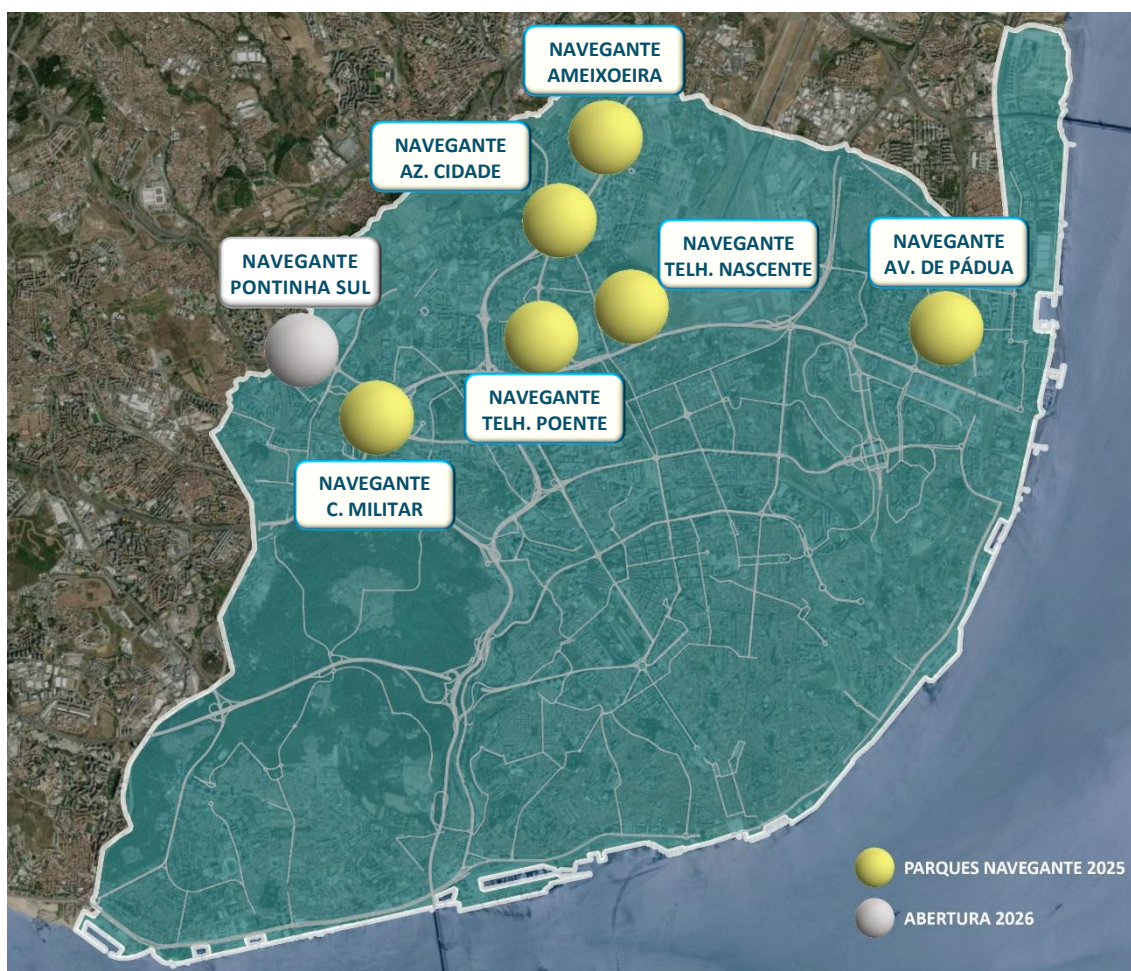 NAVEGANTE
AMEIXOEIRA
NAVEGANTE
AZ. CIDADE
NAVEGANTE
TELH. NASCENTE
NAVEGANTE
AV. DE PÁDUA
NAVEGANTE
PONTINHA SUL
NAVEGANTE
TELH. POENTE
NAVEGANTE
C. MILITAR
PARQUES NAVEGANTE 2025
ABERTURA 2026